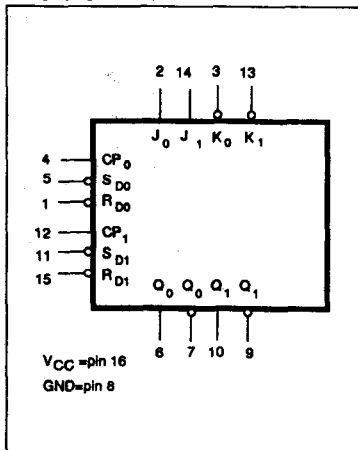 2 14 3 13
J0 J1 K0 K1
4 CP0
5 SD0
1 RD0
12 CP1
11 SD1
15 RD1
Q0 Q0 Q1 Q1
6 7 10 9
VCC =pin 16
GND=pin 8